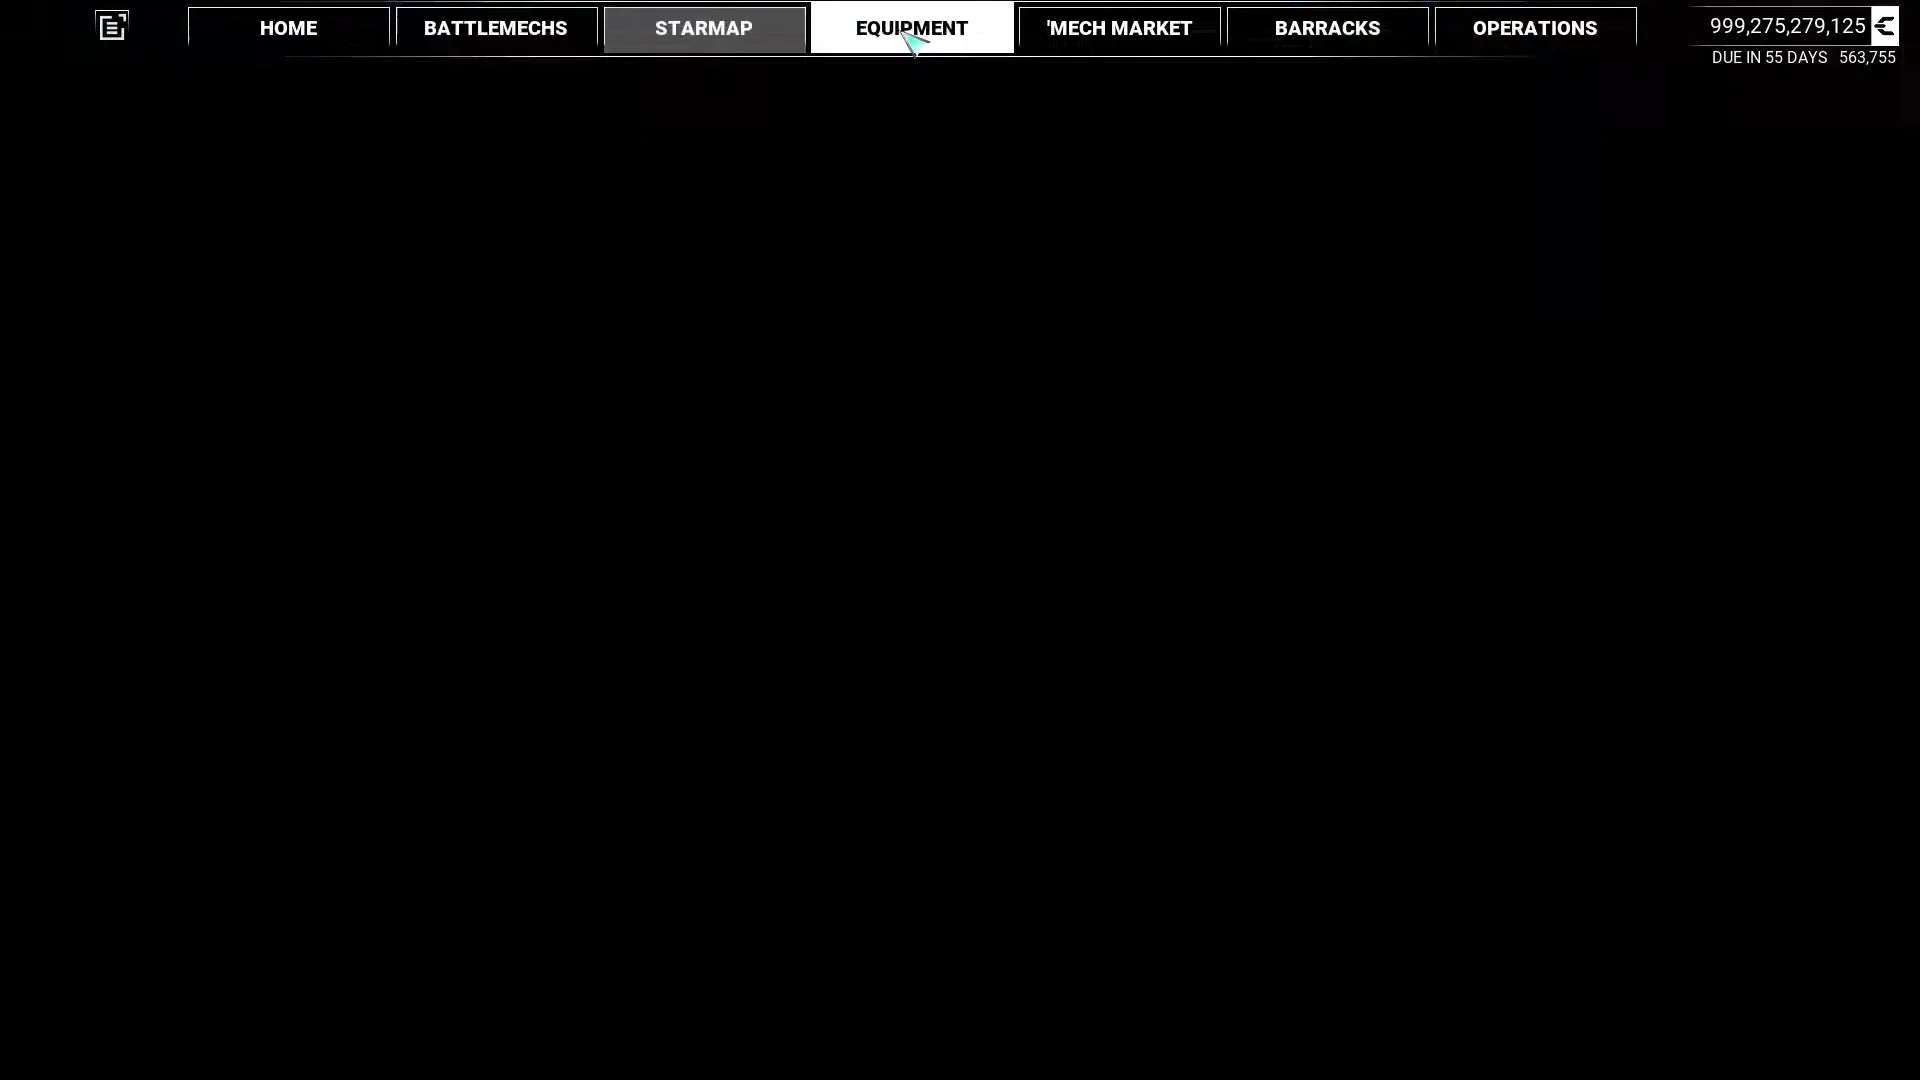 HOME
BATTLEMECHS
STARMAP
EQUIPMENT
'MECH MARKET
BARRACKS
OPERATIONS
999,275,279,125
DUE IN 55 DAYS 563,755